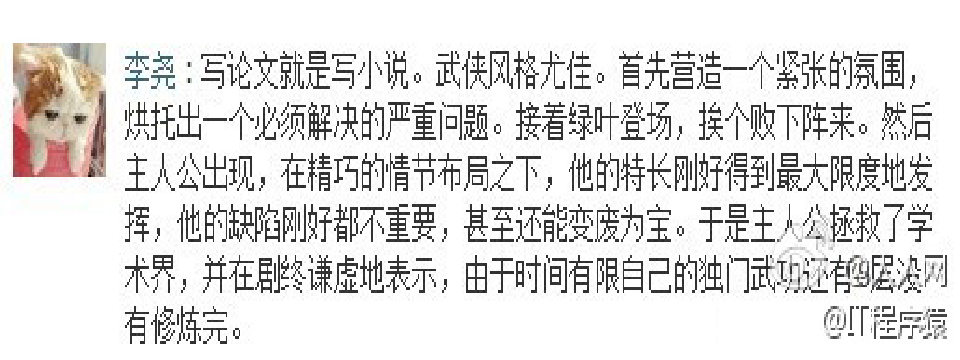 李尧：写论文就是写小说。武侠风格尤佳。首先营造一个紧张的氛围，
烘托出一个必须解决的严重问题。接着绿叶登场，挨个败下阵来。然后
主人公出现，在精巧的情节布局之下，他的特长刚好得到最大限度地发
挥，他的缺陷刚好都不重要，甚至还能变废为宝。于是主人公拯救了学
术界，并在剧终谦虚地表示，由于时间有限自己的独门武功还有
有修炼完。
@IT程序猿